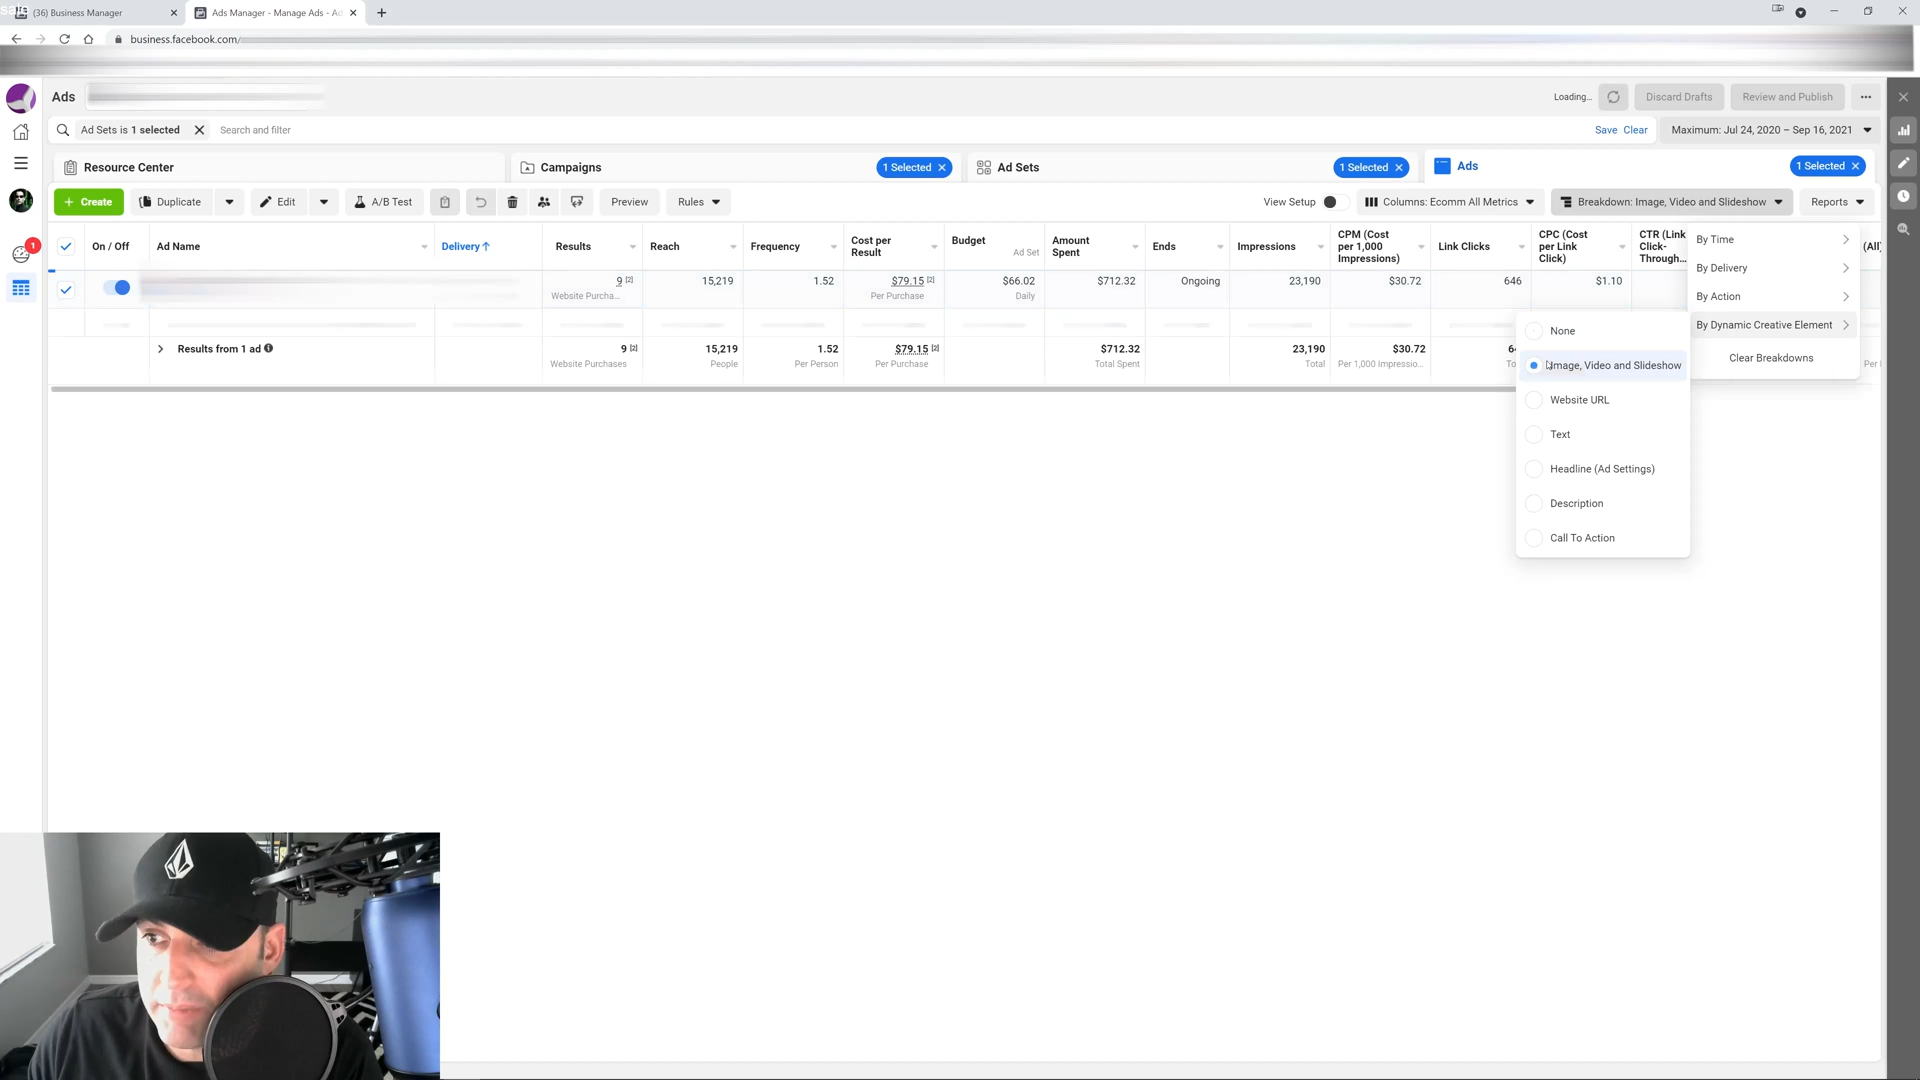 (36) Business Manager
Ads Manager - Manage Ads - Ad
business.facebook.com/
Ads
Loading...
Discard Drafts
Review and Publish
Ad Sets is 1 selected
Search and filter
Save Clear
Maximum: Jul 24, 2020 – Sep 16, 2021
Resource Center
Campaigns
1 Selected
Ad Sets
1 Selected
Ads
1 Selected
+ Create
Duplicate
Edit
A/B Test
Preview
Rules
View Setup
Columns: Ecomm All Metrics
Breakdown: Image, Video and Slideshow
Reports
On / Off
Ad Name
Delivery ↑
Results
Reach
Frequency
Cost per
Result
Budget
Ad Set
Amount
Spent
Ends
Impressions
CPM (Cost
per 1,000
Impressions)
Link Clicks
CPC (Cost
per Link
Click)
CTR (Link
Click-
Through...
(All)
1
9 [2]
Website Purcha...
15,219
1.52
$79.15 [2]
Per Purchase
$66.02
Daily
$712.32
Ongoing
23,190
$30.72
646
$1.10
Results from 1 ad
9 [2]
Website Purchases
15,219
People
1.52
Per Person
$79.15 [2]
Per Purchase
$712.32
Total Spent
23,190
Total
$30.72
Per 1,000 Impressio...
By Time
By Delivery
By Action
By Dynamic Creative Element
Clear Breakdowns
None
Image, Video and Slideshow
Website URL
Text
Headline (Ad Settings)
Description
Call To Action